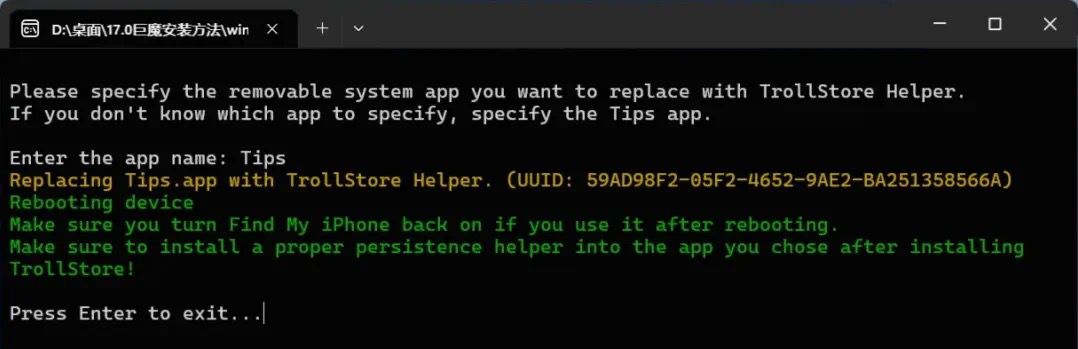 D:\桌面\17.0巨魔安装方法\win
Please specify the removable system app you want to replace with TrollStore Helper.
If you don't know which app to specify, specify the Tips app.
Enter the app name: Tips
Replacing Tips.app with TrollStore Helper. (UUID: 59AD98F2-05F2-4652-9AE2-BA251358566A)
Rebooting device
Make sure you turn Find My iPhone back on if you use it after rebooting.
Make sure to install a proper persistence helper into the app you chose after installing
TrollStore!
Press Enter to exit...